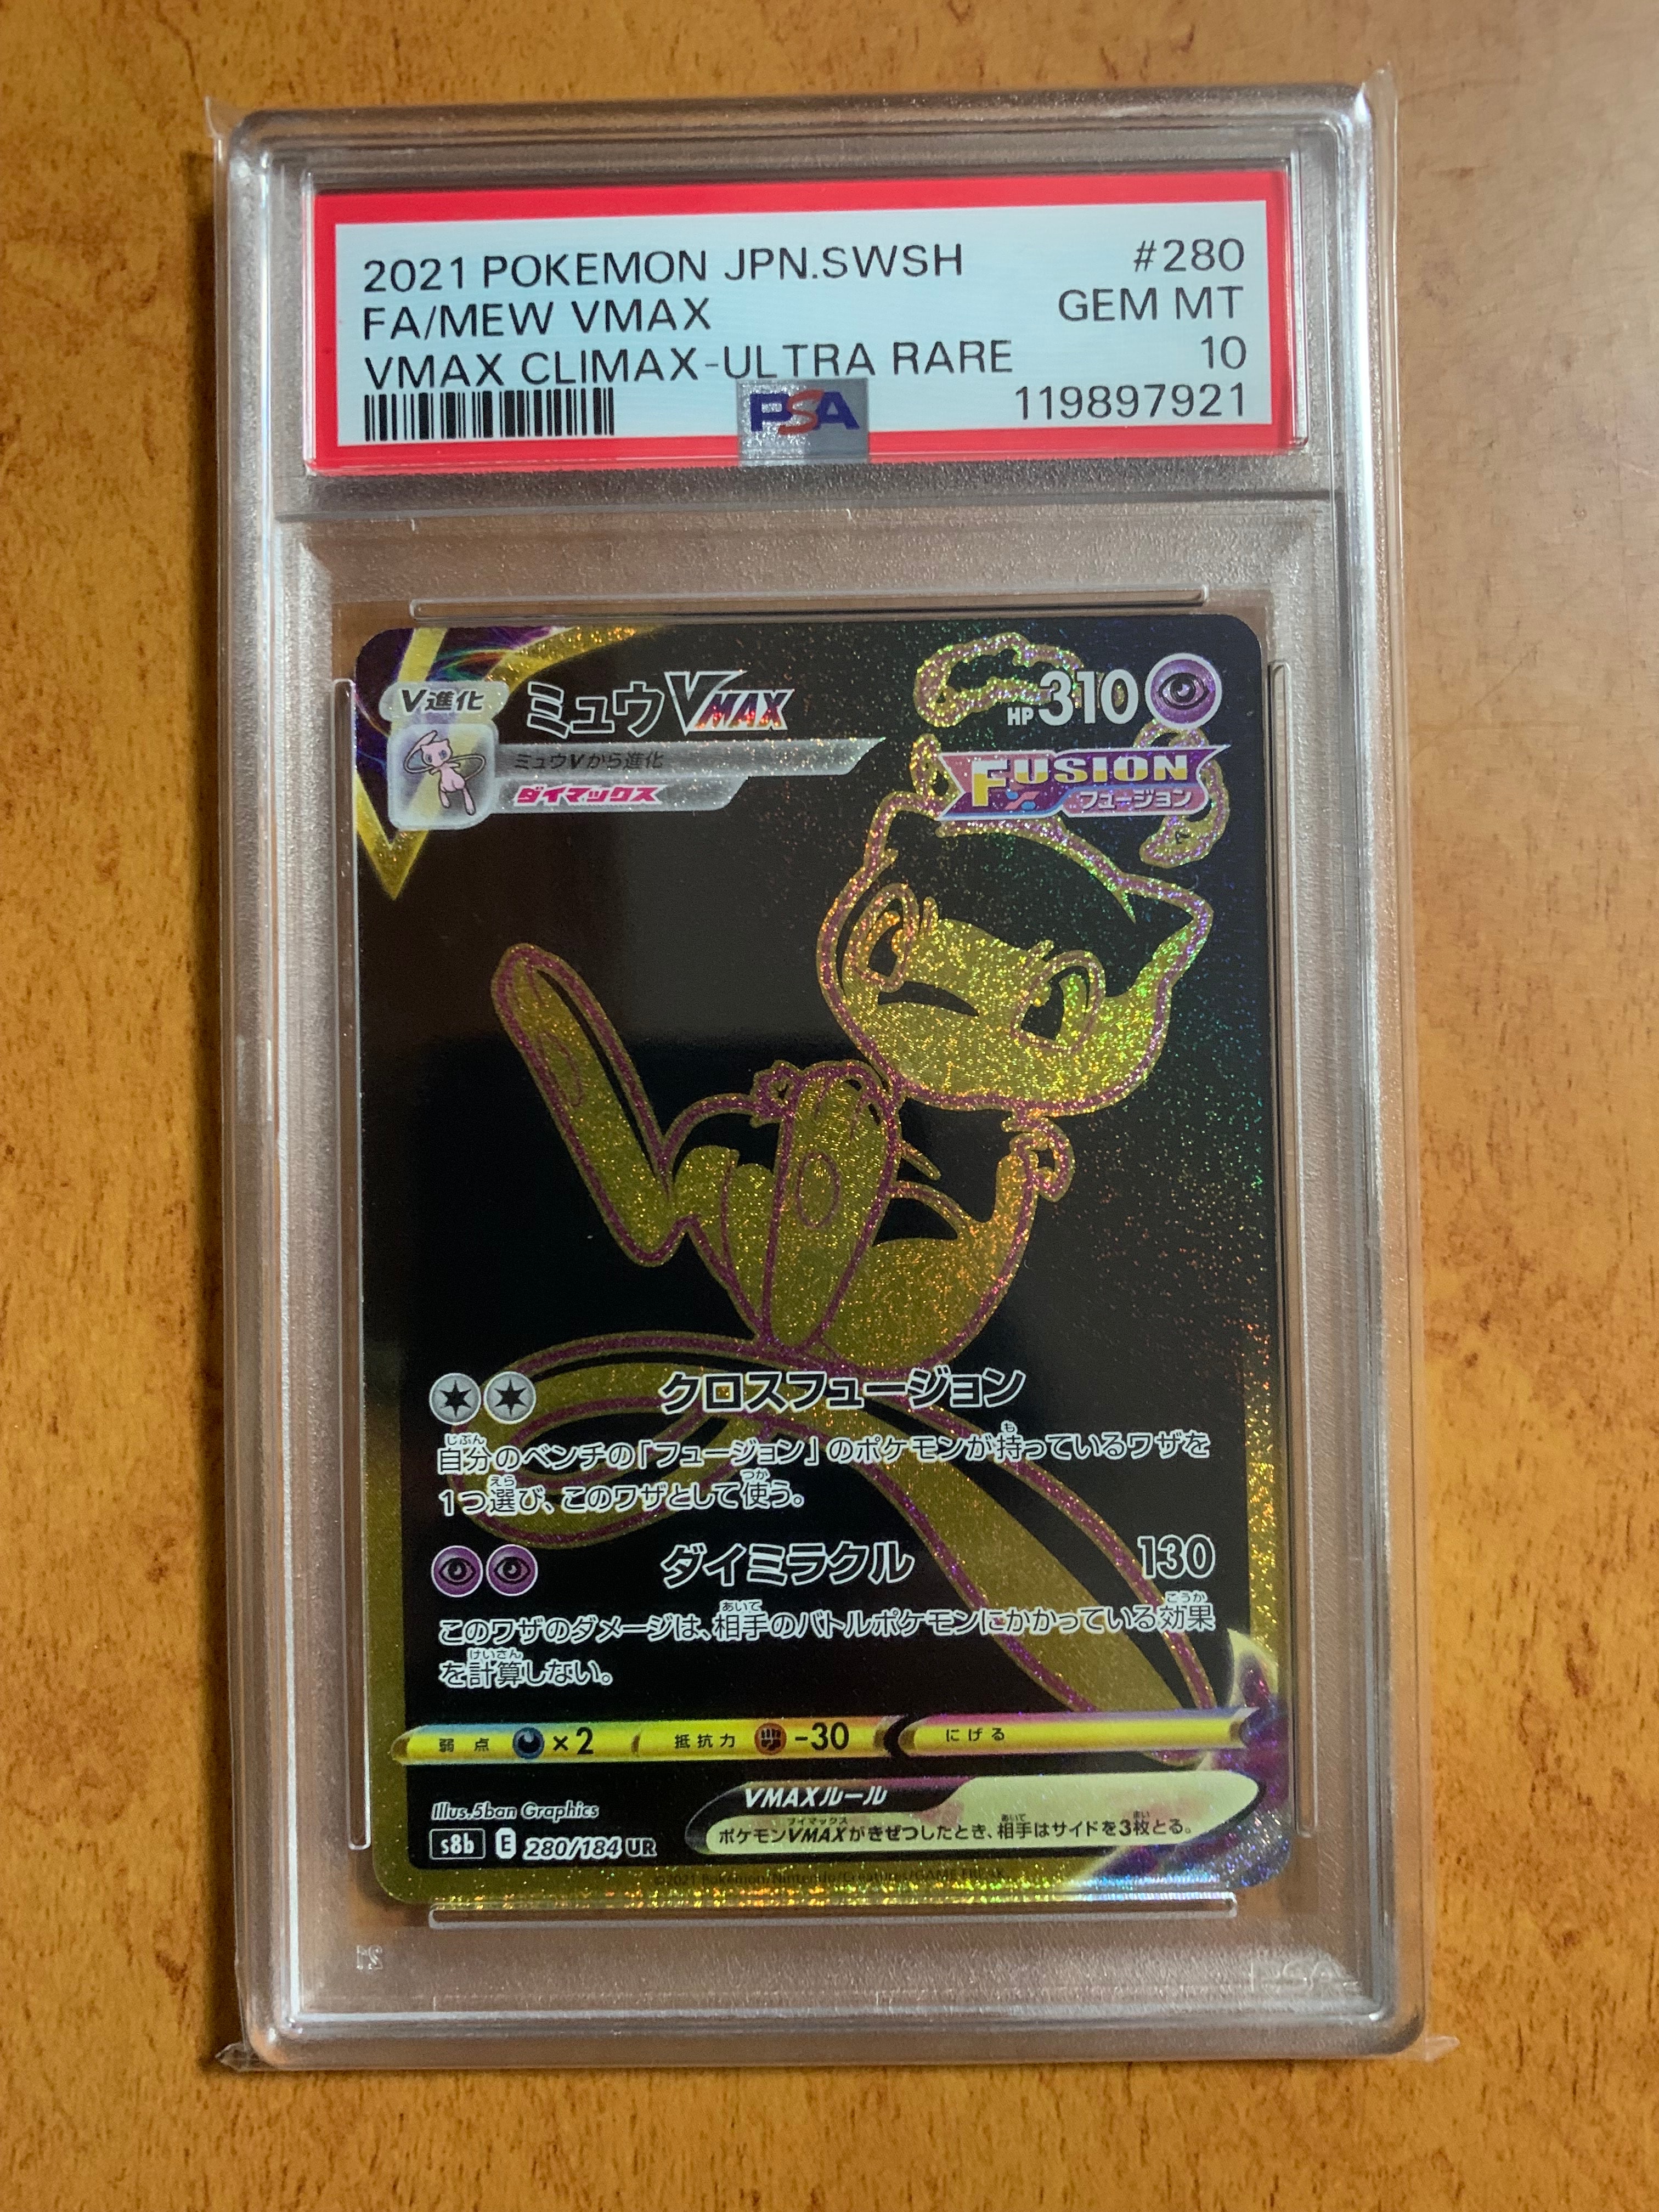 2021 POKEMON JPN.SWSH #280
FA/MEW VMAX GEM MT
VMAX CLIMAX-ULTRA RARE 10
PSA 119897921
V進化 ミュウVMAX HP310
ミュウVから進化
ダイマックス
FUSION
フュージョン
クロスフュージョン
自分のベンチの「フュージョン」のポケモンが持っているワザを
1つ選び、このワザとして使う。
ダイミラクル 130
このワザのダメージは、相手のバトルポケモンにかかっている効果
を計算しない。
弱点 ×2 抵抗力 -30 にげる
VMAXルール
ポケモンVMAXがきぜつしたとき、相手はサイドを3枚とる。
Illus.5ban Graphics
s8b E 280/184 UR
©2021 Pokémon/Nintendo/Creatures/GAME FREAK
PSA